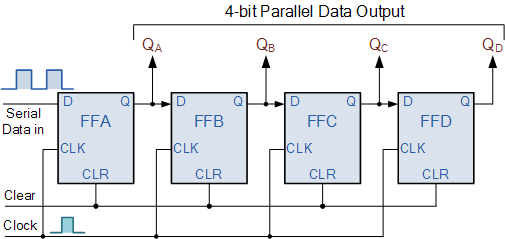 4-bit Parallel Data Output
QA QB QC QD
D Q D Q D Q D Q
Serial
Data in
FFA FFB FFC FFD
CLK CLK CLK CLK
CLR CLR CLR CLR
Clear
Clock